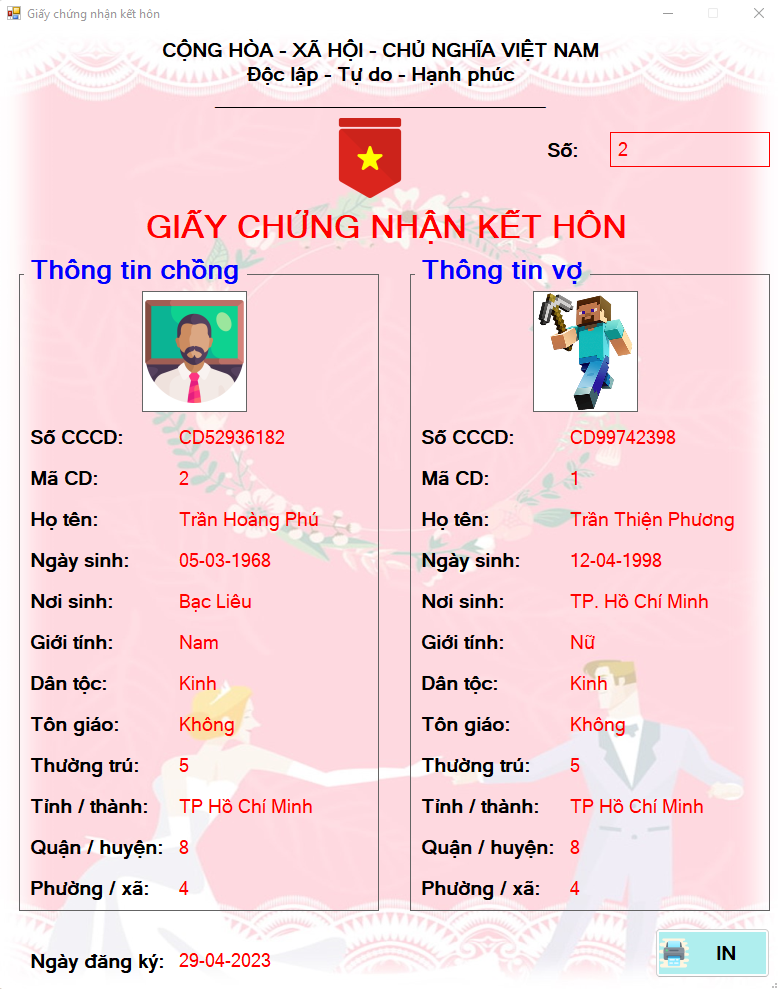 Giấy chứng nhận kết hôn
CỘNG HÒA - XÃ HỘI - CHỦ NGHĨA VIỆT NAM
Độc lập - Tự do - Hạnh phúc
Số: 2
GIẤY CHỨNG NHẬN KẾT HÔN
Thông tin chồng
Số CCCD: CD52936182
Mã CD: 2
Họ tên: Trần Hoàng Phú
Ngày sinh: 05-03-1968
Nơi sinh: Bạc Liêu
Giới tính: Nam
Dân tộc: Kinh
Tôn giáo: Không
Thường trú: 5
Tỉnh / thành: TP Hồ Chí Minh
Quận / huyện: 8
Phường / xã: 4
Thông tin vợ
Số CCCD: CD99742398
Mã CD: 1
Họ tên: Trần Thiện Phương
Ngày sinh: 12-04-1998
Nơi sinh: TP. Hồ Chí Minh
Giới tính: Nữ
Dân tộc: Kinh
Tôn giáo: Không
Thường trú: 5
Tỉnh / thành: TP Hồ Chí Minh
Quận / huyện: 8
Phường / xã: 4
Ngày đăng ký: 29-04-2023
IN